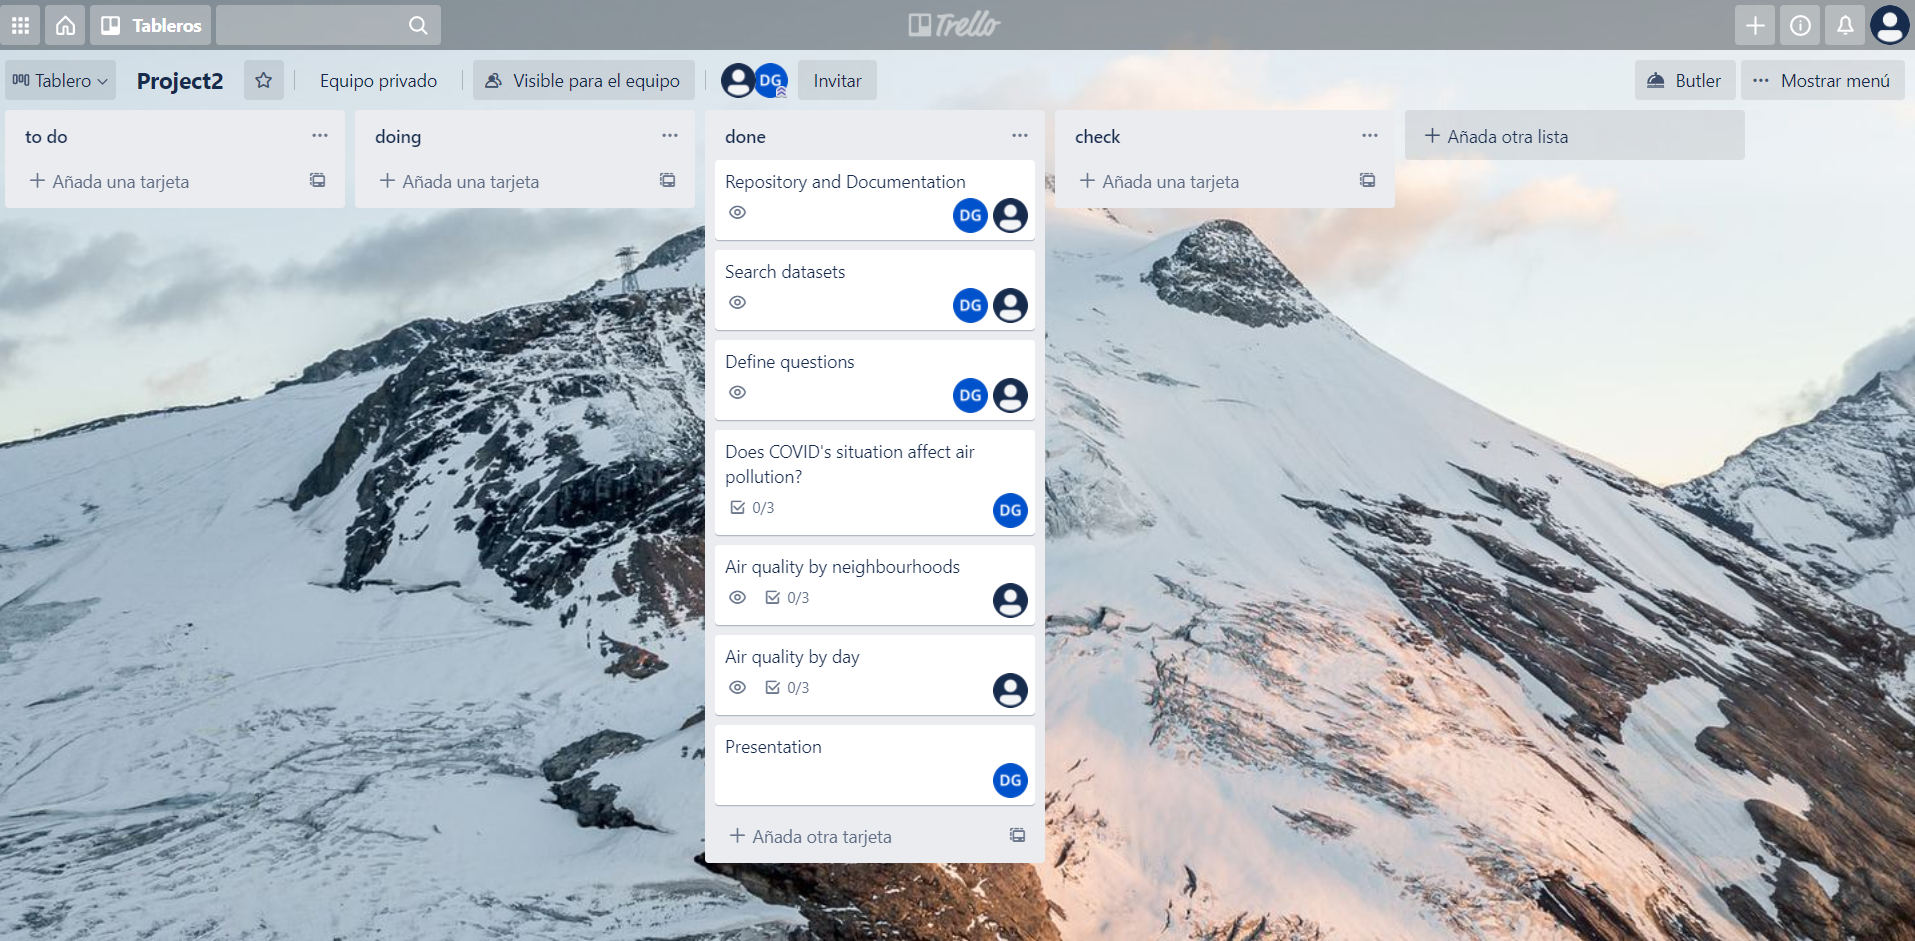 Tableros
Trello
Tablero
Project2
Equipo privado
Visible para el equipo
DG
Invitar
Butler
Mostrar menú
to do
Añada una tarjeta
doing
Añada una tarjeta
done
Repository and Documentation
DG
Search datasets
DG
Define questions
DG
Does COVID's situation affect air
pollution?
0/3
DG
Air quality by neighbourhoods
0/3
Air quality by day
0/3
Presentation
DG
Añada otra tarjeta
check
Añada una tarjeta
Añada otra lista